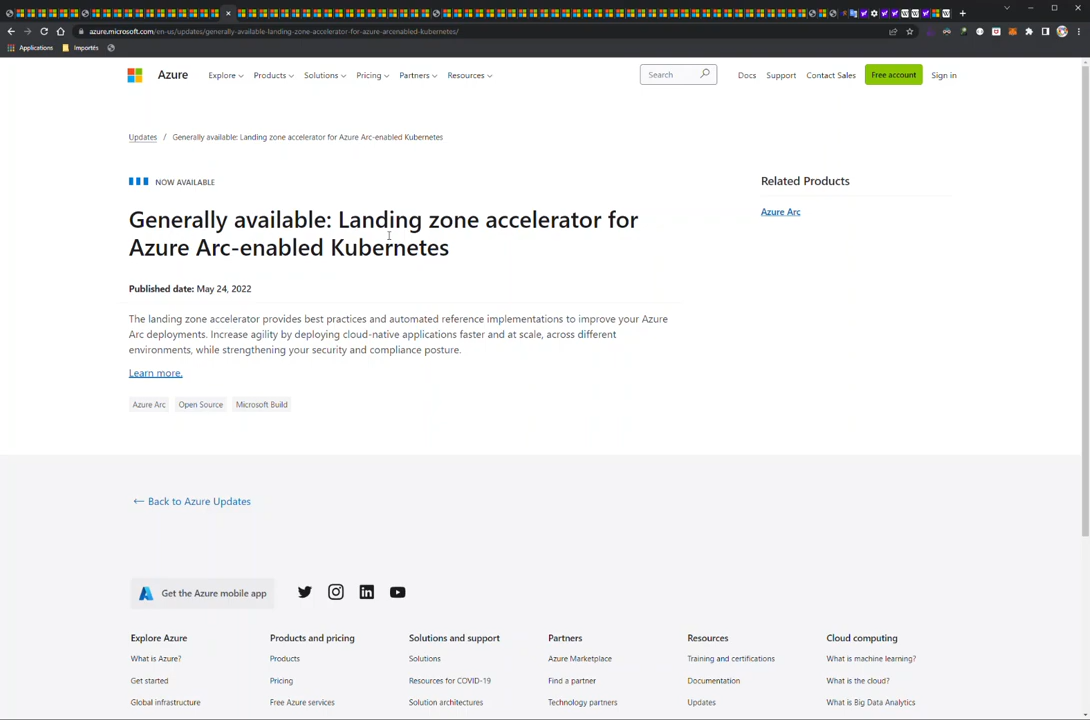 azure.microsoft.com/en-us/updates/generally-available-landing-zone-accelerator-for-azure-arcenabled-kubernetes/
Applications Importés
Azure Explore Products Solutions Pricing Partners Resources Search Docs Support Contact Sales Free account Sign in
Updates / Generally available: Landing zone accelerator for Azure Arc-enabled Kubernetes
NOW AVAILABLE
Related Products
Generally available: Landing zone accelerator for
Azure Arc-enabled Kubernetes
Azure Arc
Published date: May 24, 2022
The landing zone accelerator provides best practices and automated reference implementations to improve your Azure
Arc deployments. Increase agility by deploying cloud-native applications faster and at scale, across different
environments, while strengthening your security and compliance posture.
Learn more.
Azure Arc Open Source Microsoft Build
← Back to Azure Updates
Get the Azure mobile app
Explore Azure Products and pricing Solutions and support Partners Resources Cloud computing
What is Azure? Products Solutions Azure Marketplace Training and certifications What is machine learning?
Get started Pricing Resources for COVID-19 Find a partner Documentation What is the cloud?
Global infrastructure Free Azure services Solution architectures Technology partners Updates What is Big Data Analytics